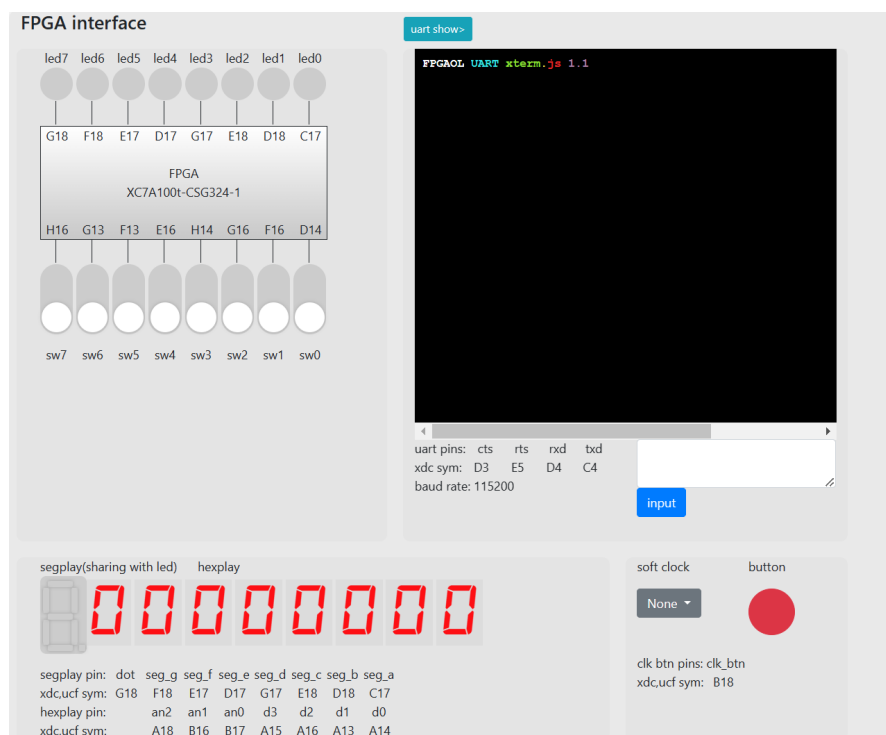 FPGA interface
led7 led6 led5 led4 led3 led2 led1 led0
G18 F18 E17 D17 G17 E18 D18 C17
FPGA
XC7A100t-CSG324-1
H16 G13 F13 E16 H14 G16 F16 D14
sw7 sw6 sw5 sw4 sw3 sw2 sw1 sw0
uart show>
FPGAOL UART xterm.js 1.1
uart pins: cts rts rxd txd
xdc sym: D3 E5 D4 C4
baud rate: 115200
input
segplay(sharing with led) hexplay
00000000
segplay pin: dot seg_g seg_f seg_e seg_d seg_c seg_b seg_a
xdc,ucf sym: G18 F18 E17 D17 G17 E18 D18 C17
hexplay pin: an2 an1 an0 d3 d2 d1 d0
xdc,ucf sym: A18 B16 B17 A15 A16 A13 A14
soft clock button
None
clk btn pins: clk_btn
xdc,ucf sym: B18